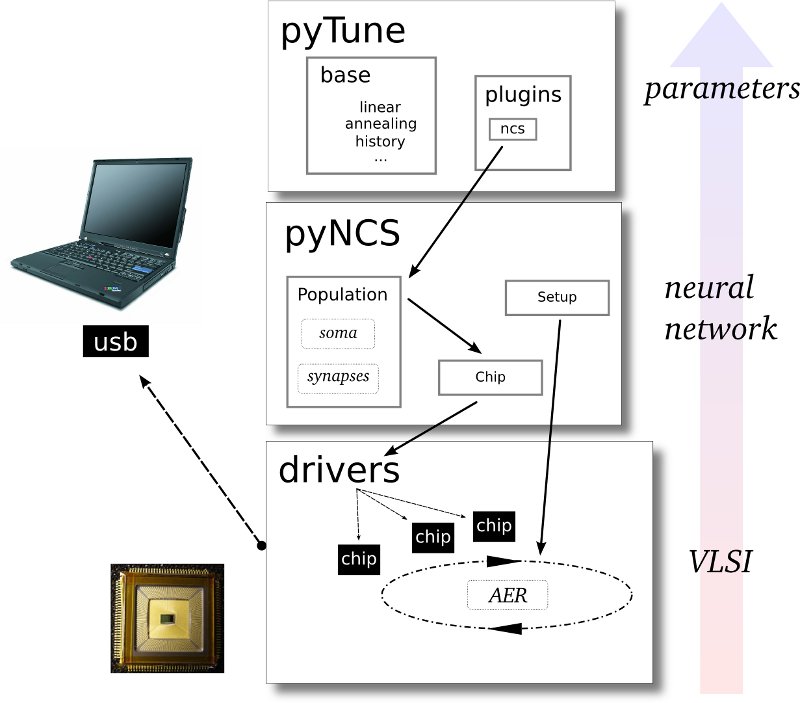 pyTune
base
linear
annealing
history
...
plugins
ncs
parameters
pyNCS
Population
soma
synapses
Setup
Chip
neural
network
usb
drivers
chip
chip
chip
AER
VLSI